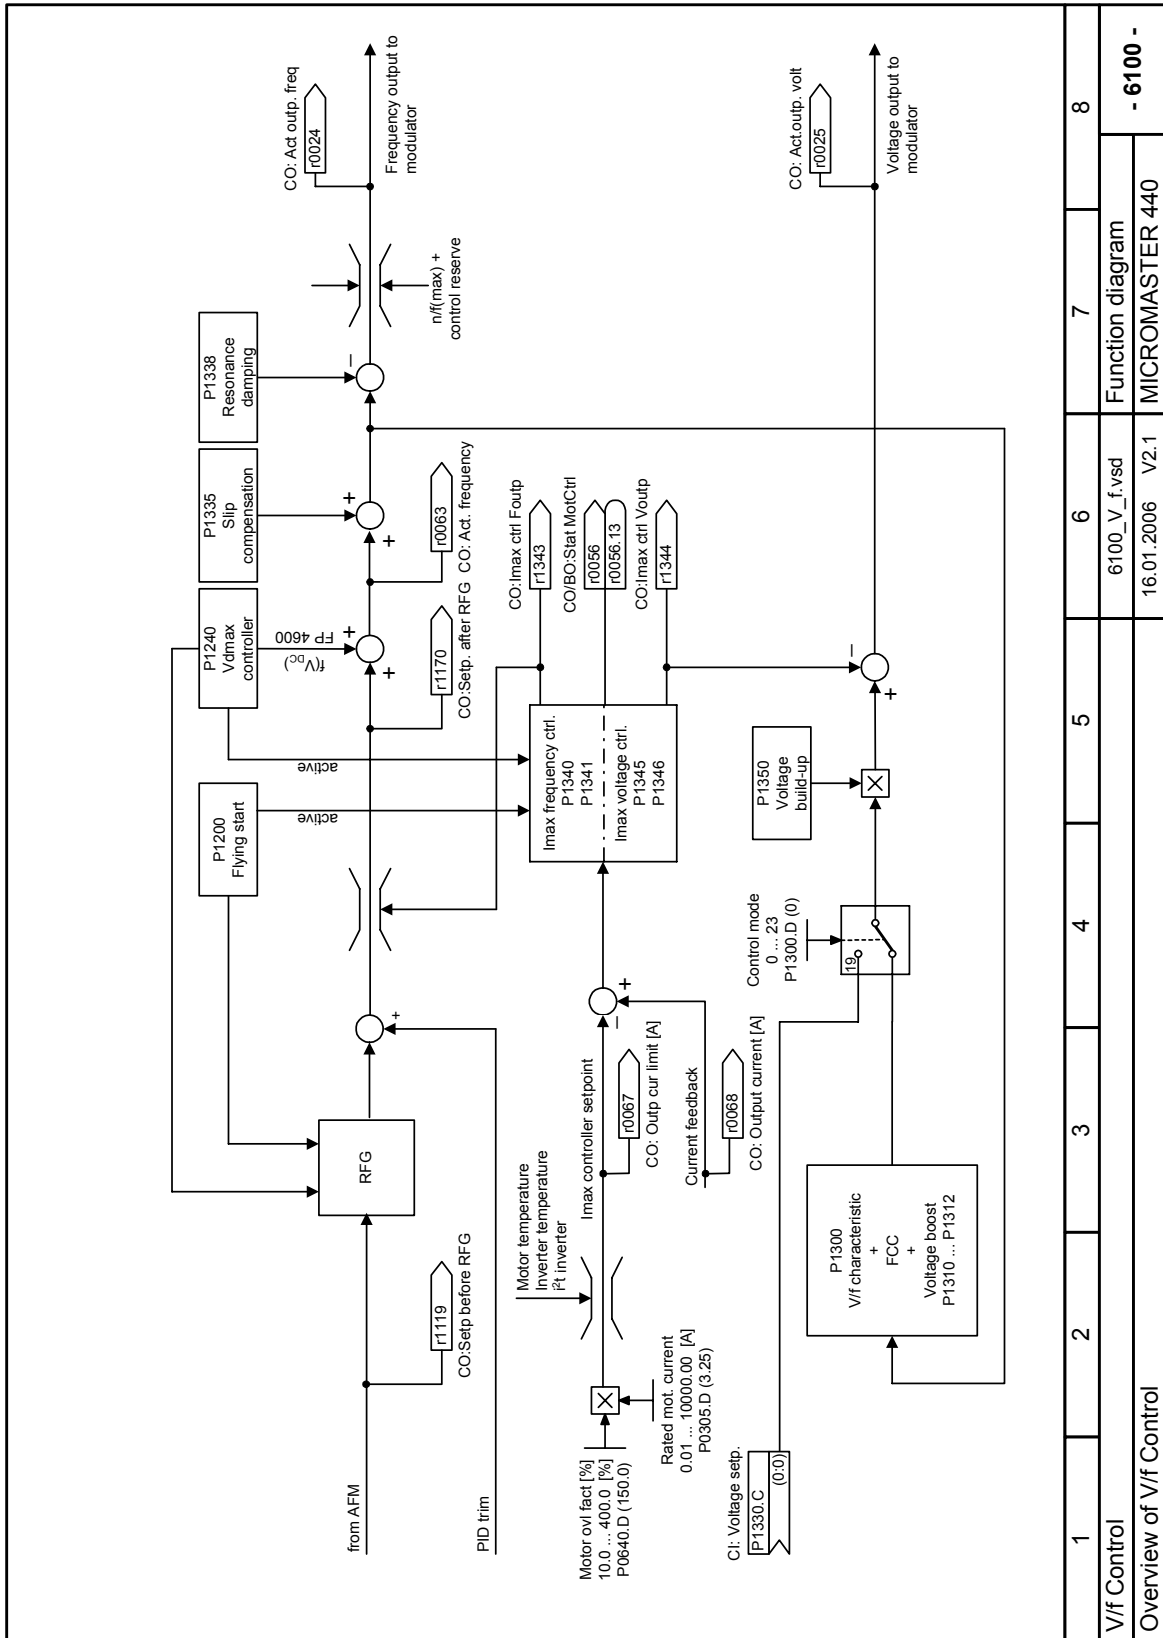 from AFM
r1119
CO:Setp before RFG
PID trim
RFG
+
P1200
Flying start
active
P1240
Vdmax
controller
active
f(VDC)
FP 4600
+
+
r1170
CO:Setp. after RFG
P1335
Slip
compensation
+
+
r0063
CO: Act. frequency
P1338
Resonance
damping
–
n/f(max) +
control reserve
CO: Act outp. freq
r0024
Frequency output to
modulator
Motor ovl fact [%]
10.0 ... 400.0 [%]
P0640.D (150.0)
Rated mot. current
0.01 ... 10000.00 [A]
P0305.D (3.25)
Motor temperature
Inverter temperature
i²t inverter
Imax controller setpoint
r0067
CO: Outp cur limit [A]
–
+
Current feedback
r0068
CO: Output current [A]
Imax frequency ctrl.
P1340
P1341
Imax voltage ctrl.
P1345
P1346
CO:Imax ctrl Foutp
r1343
CO/BO:Stat MotCtrl
r0056
r0056.13
CO:Imax ctrl Voutp
r1344
CI: Voltage setp.
P1330.C
(0:0)
P1300
V/f characteristic
+
FCC
+
Voltage boost
P1310 ... P1312
Control mode
0 ... 23
P1300.D (0)
19
P1350
Voltage
build-up
+
–
CO: Act.outp. volt
r0025
Voltage output to
modulator
1
2
3
4
5
6
7
8
V/f Control
6100_V_f.vsd
Function diagram
- 6100 -
Overview of V/f Control
16.01.2006
V2.1
MICROMASTER 440